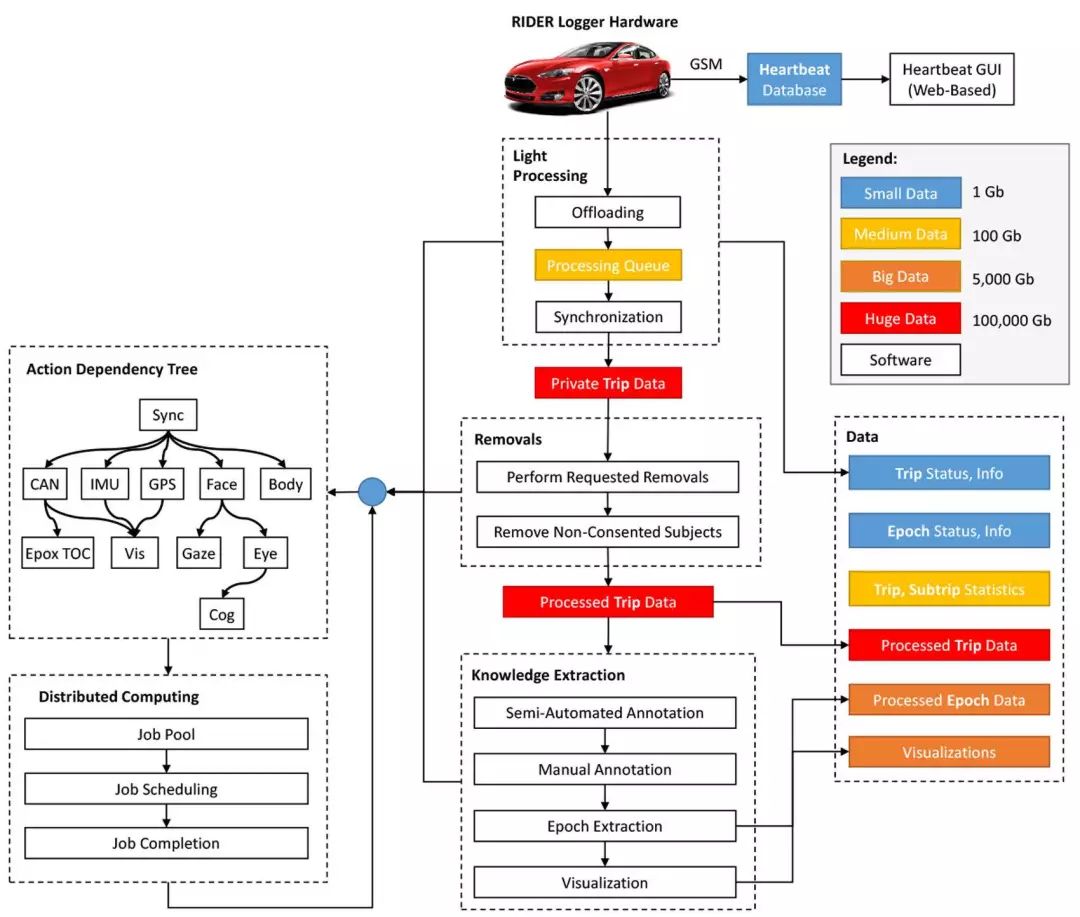 RIDER Logger Hardware
GSM
Heartbeat
Database
Heartbeat GUI
(Web-Based)
Light
Processing
Offloading
Processing Queue
Synchronization
Legend:
Small Data
1 Gb
Medium Data
100 Gb
Big Data
5,000 Gb
Huge Data
100,000 Gb
Software
Private Trip Data
Action Dependency Tree
Sync
CAN
IMU
GPS
Face
Body
Epox TOC
Vis
Gaze
Eye
Cog
Removals
Perform Requested Removals
Remove Non-Consented Subjects
Processed Trip Data
Data
Trip Status, Info
Epoch Status, Info
Trip, Subtrip Statistics
Processed Trip Data
Processed Epoch Data
Visualizations
Distributed Computing
Job Pool
Job Scheduling
Job Completion
Knowledge Extraction
Semi-Automated Annotation
Manual Annotation
Epoch Extraction
Visualization